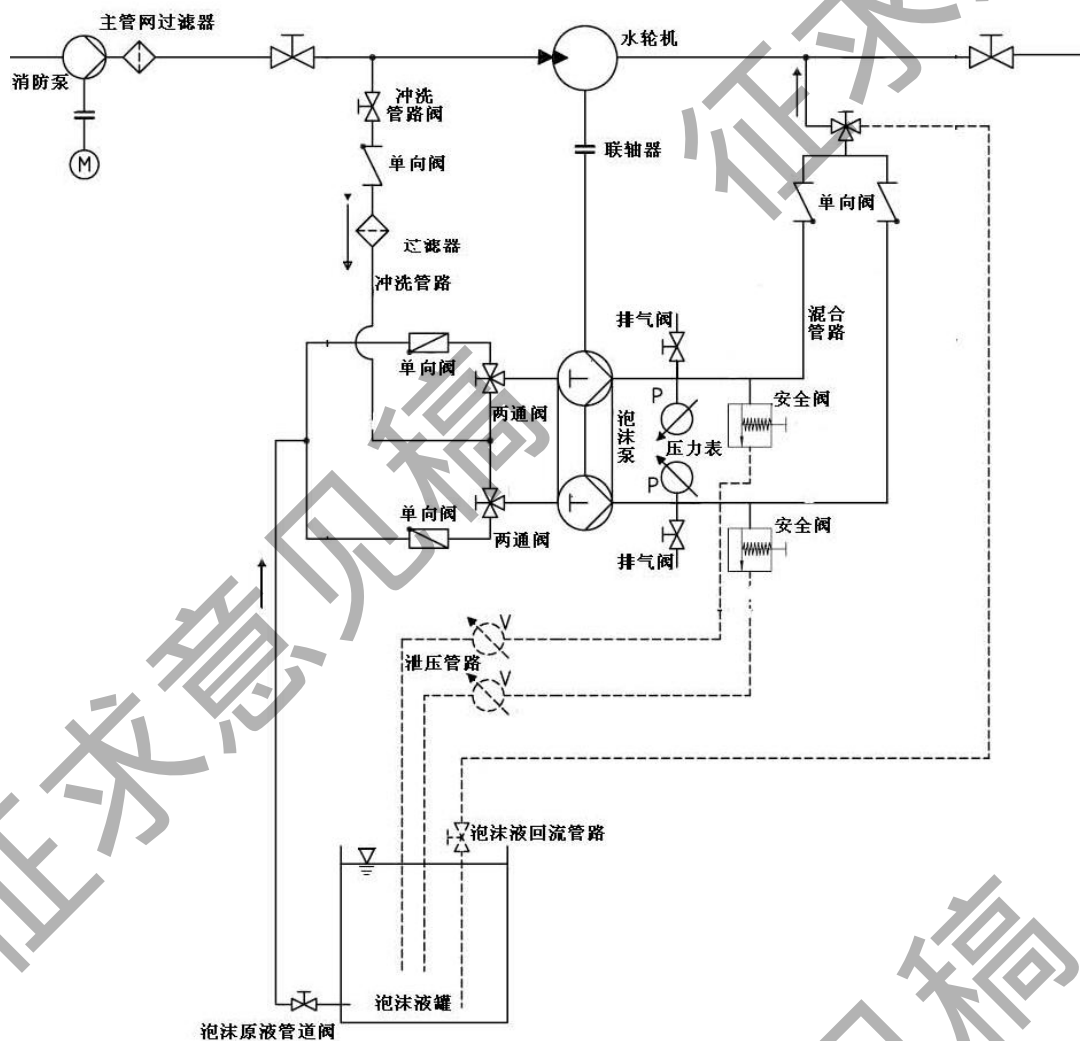 主管网过滤器
水轮机
消防泵
M
冲洗
管路阀
单向阀
联轴器
单向阀
过滤器
冲洗管路
排气阀
混合
管路
单向阀
P
安全阀
两通阀
泡
沫
泵
压力表
P
单向阀
两通阀
安全阀
排气阀
V
泄压管路
V
泡沫液回流管路
泡沫液罐
泡沫原液管道阀
征求意见稿
征求
见稿